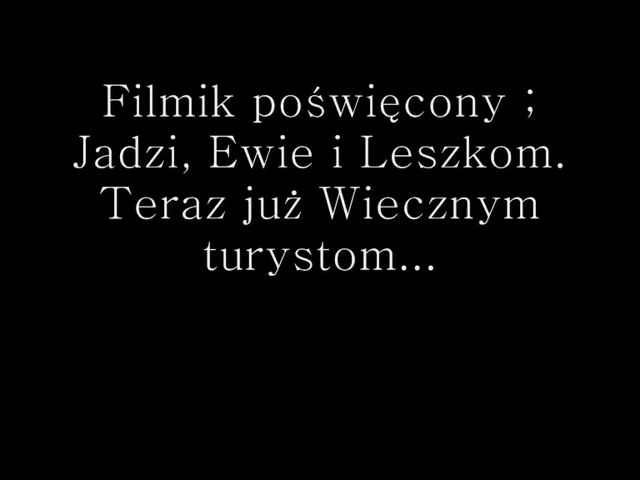 Filmik poświęcony ;
Jadzi, Ewie i Leszkom.
Teraz już Wiecznym
turystom...